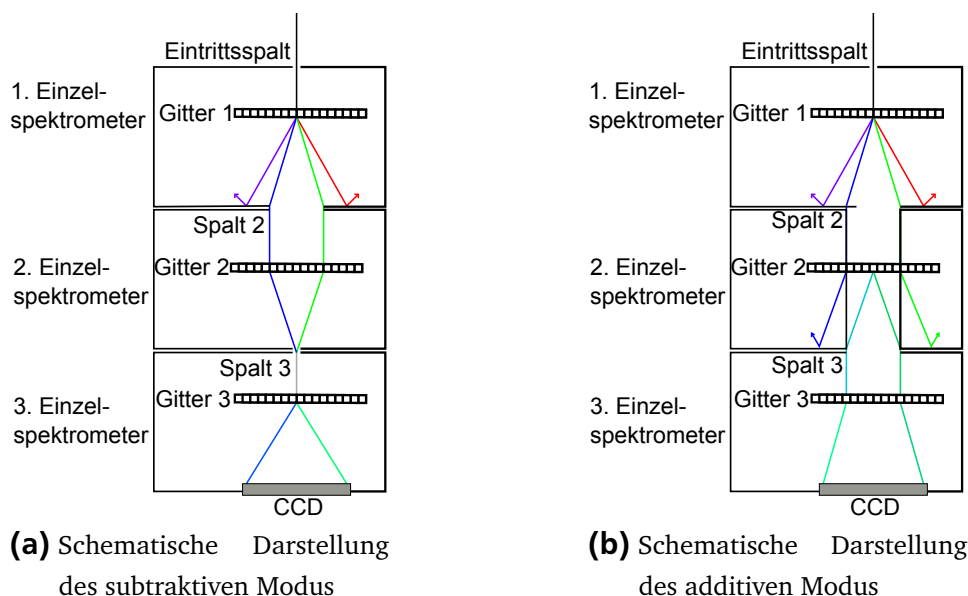 Eintrittsspalt
1. Einzel-
spektrometer
Gitter 1
Spalt 2
2. Einzel-
spektrometer
Gitter 2
Spalt 3
3. Einzel-
spektrometer
Gitter 3
CCD
(a) Schematische Darstellung
des subtraktiven Modus
Eintrittsspalt
1. Einzel-
spektrometer
Gitter 1
Spalt 2
2. Einzel-
spektrometer
Gitter 2
Spalt 3
3. Einzel-
spektrometer
Gitter 3
CCD
(b) Schematische Darstellung
des additiven Modus